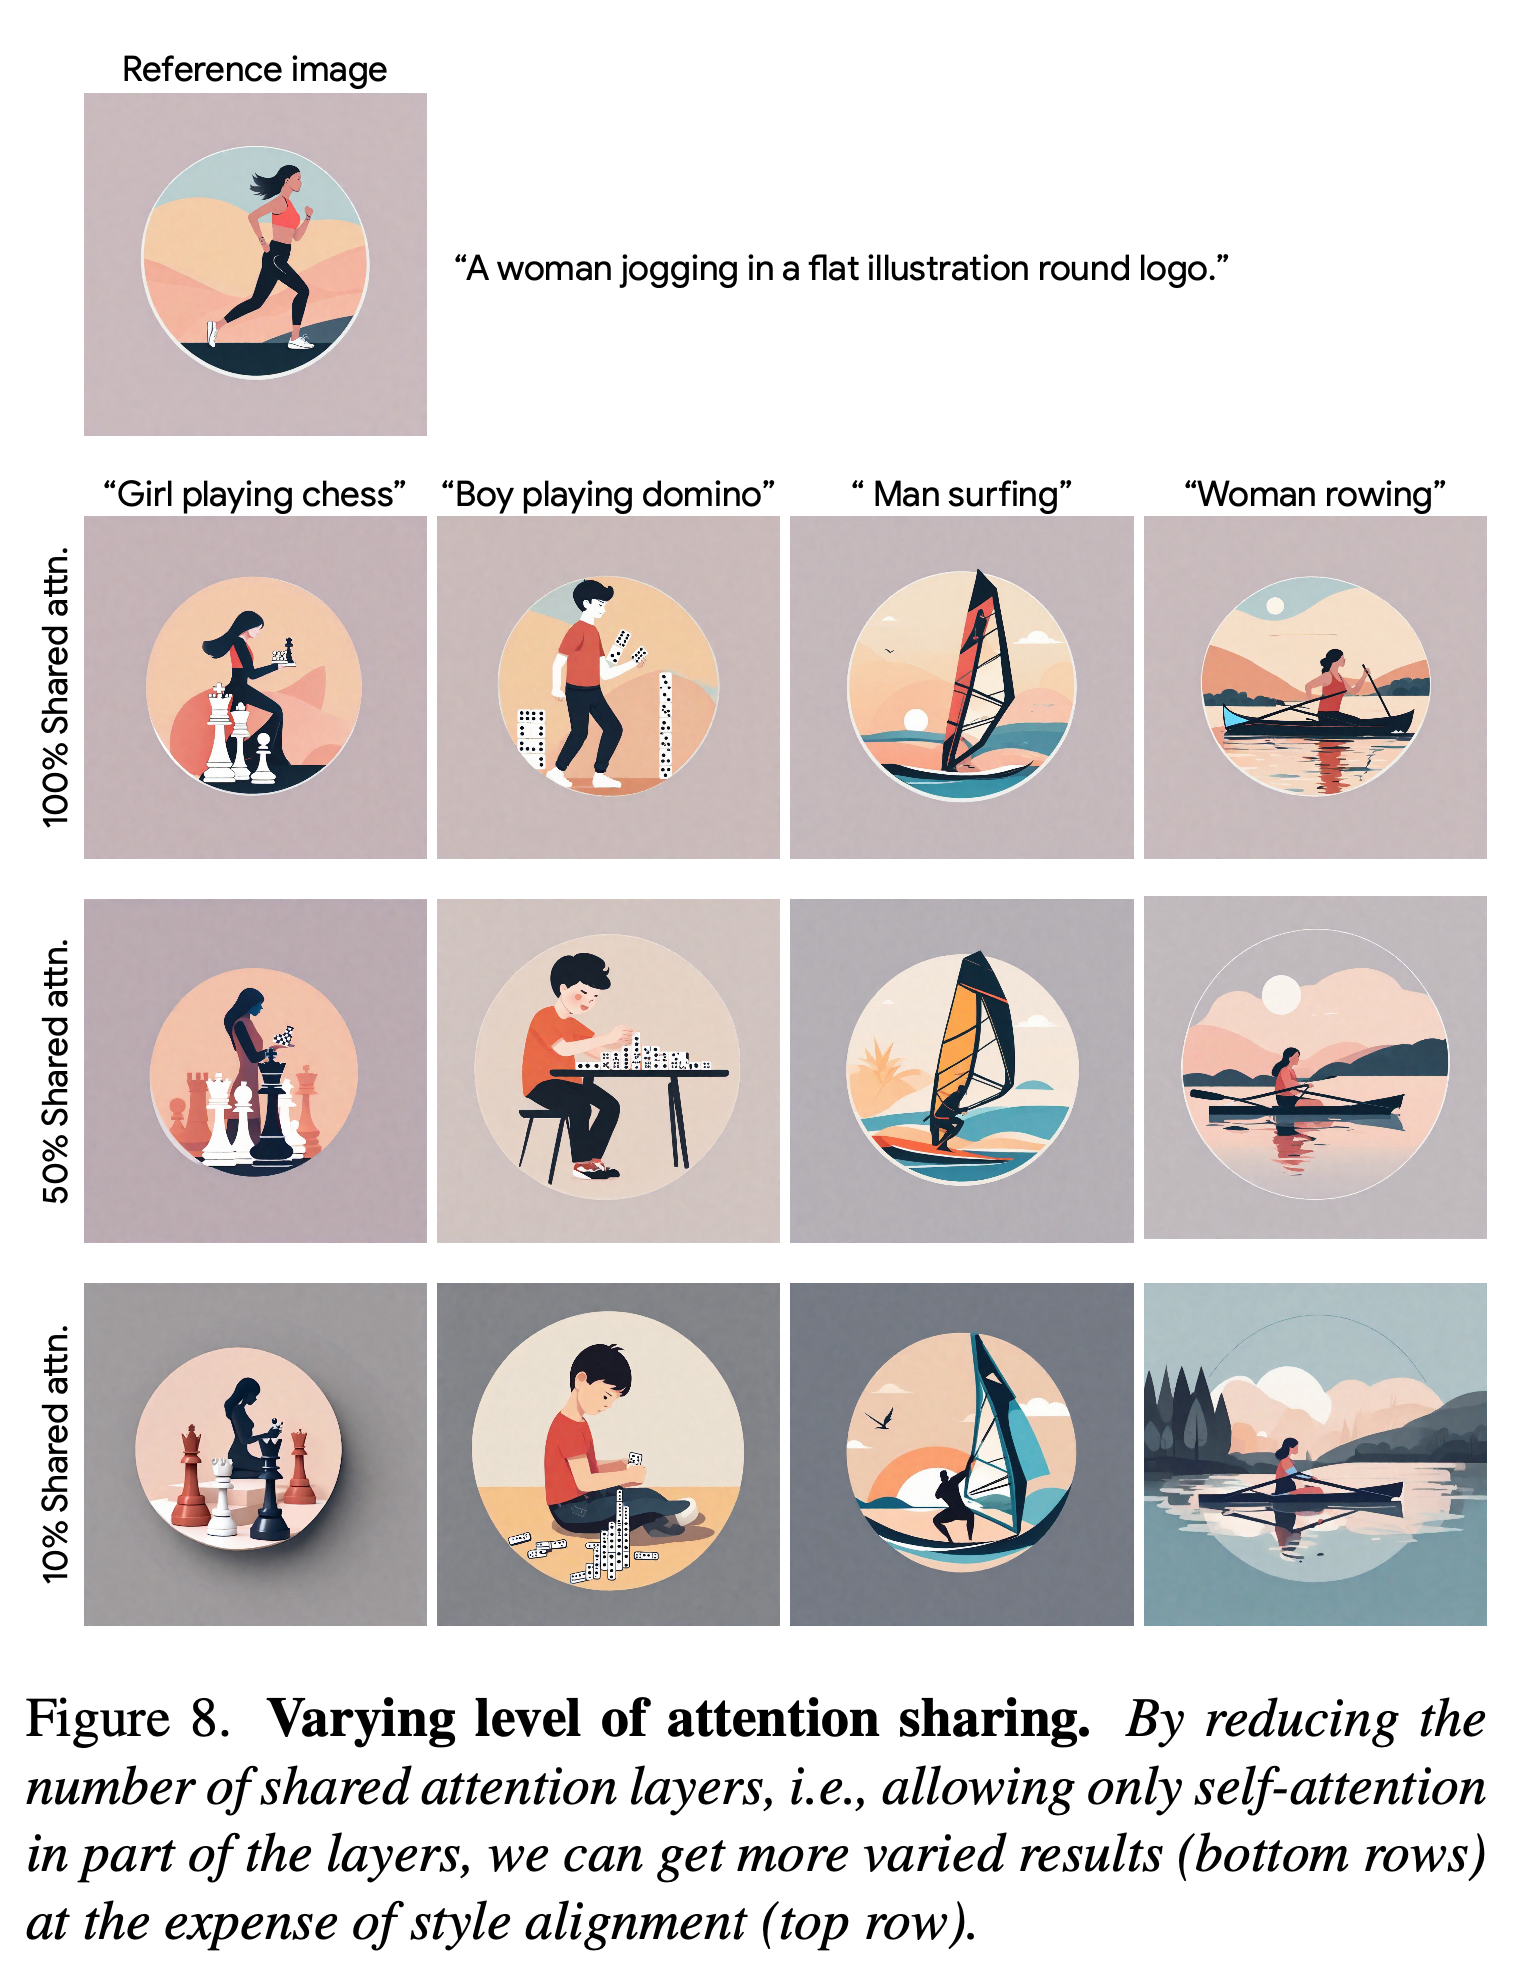 Reference image
“A woman jogging in a flat illustration round logo.”
“Girl playing chess”
“Boy playing domino”
“ Man surfing”
“Woman rowing”
100% Shared attn.
50% Shared attn.
10% Shared attn.
Figure 8. Varying level of attention sharing. By reducing the
number of shared attention layers, i.e., allowing only self-attention
in part of the layers, we can get more varied results (bottom rows)
at the expense of style alignment (top row).